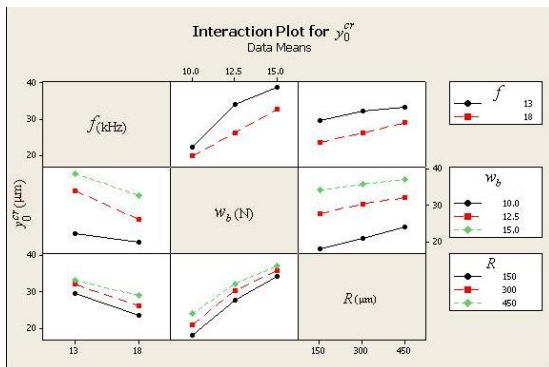 Interaction Plot for y₀ᶜʳ
Data Means
10.0 12.5 15.0
40
30
20
f (kHz)
f
13
18
y₀ᶜʳ (μm)
w_b (N)
40
30
20
w_b
10.0
12.5
15.0
40
30
20
R (μm)
R
150
300
450
13 18
150 300 450